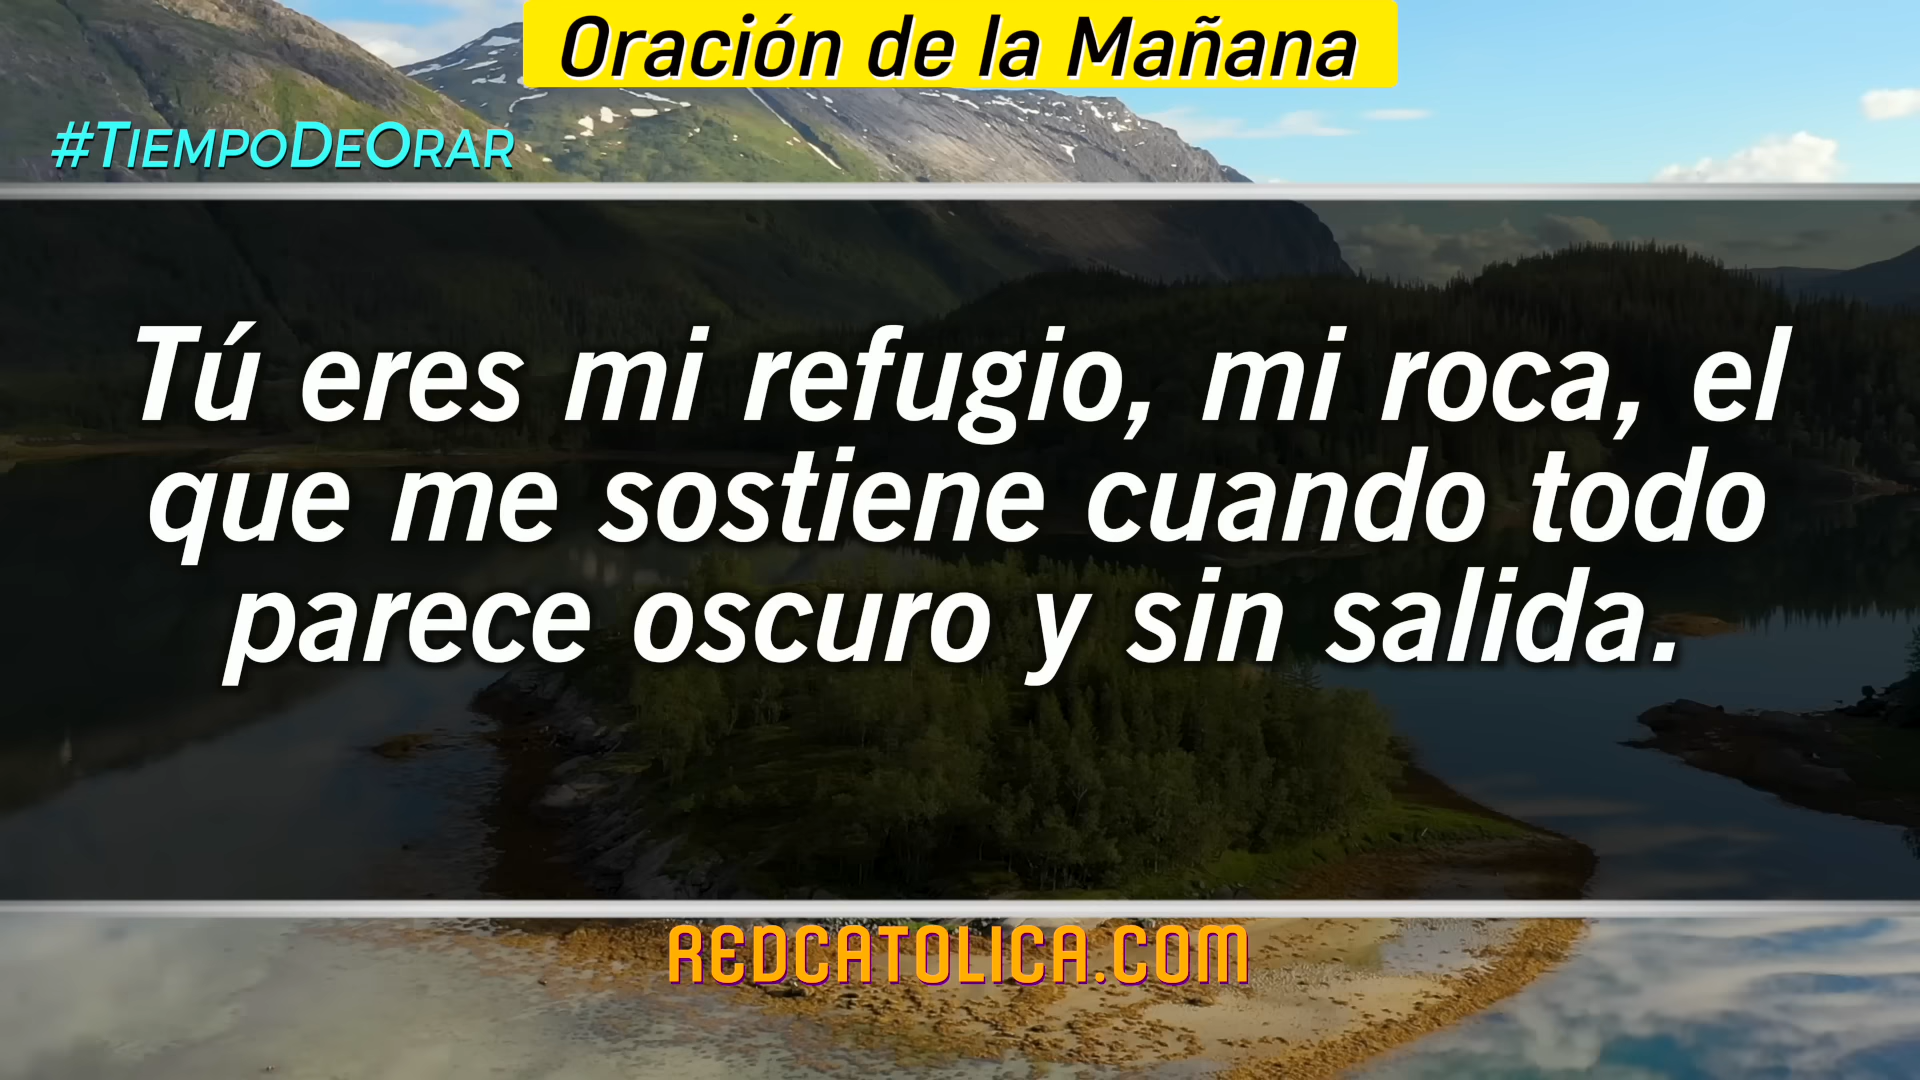 Oración de la Mañana
#TiempoDeOrar
Tú eres mi refugio, mi roca, el
que me sostiene cuando todo
parece oscuro y sin salida.
REDCATOLICA.COM